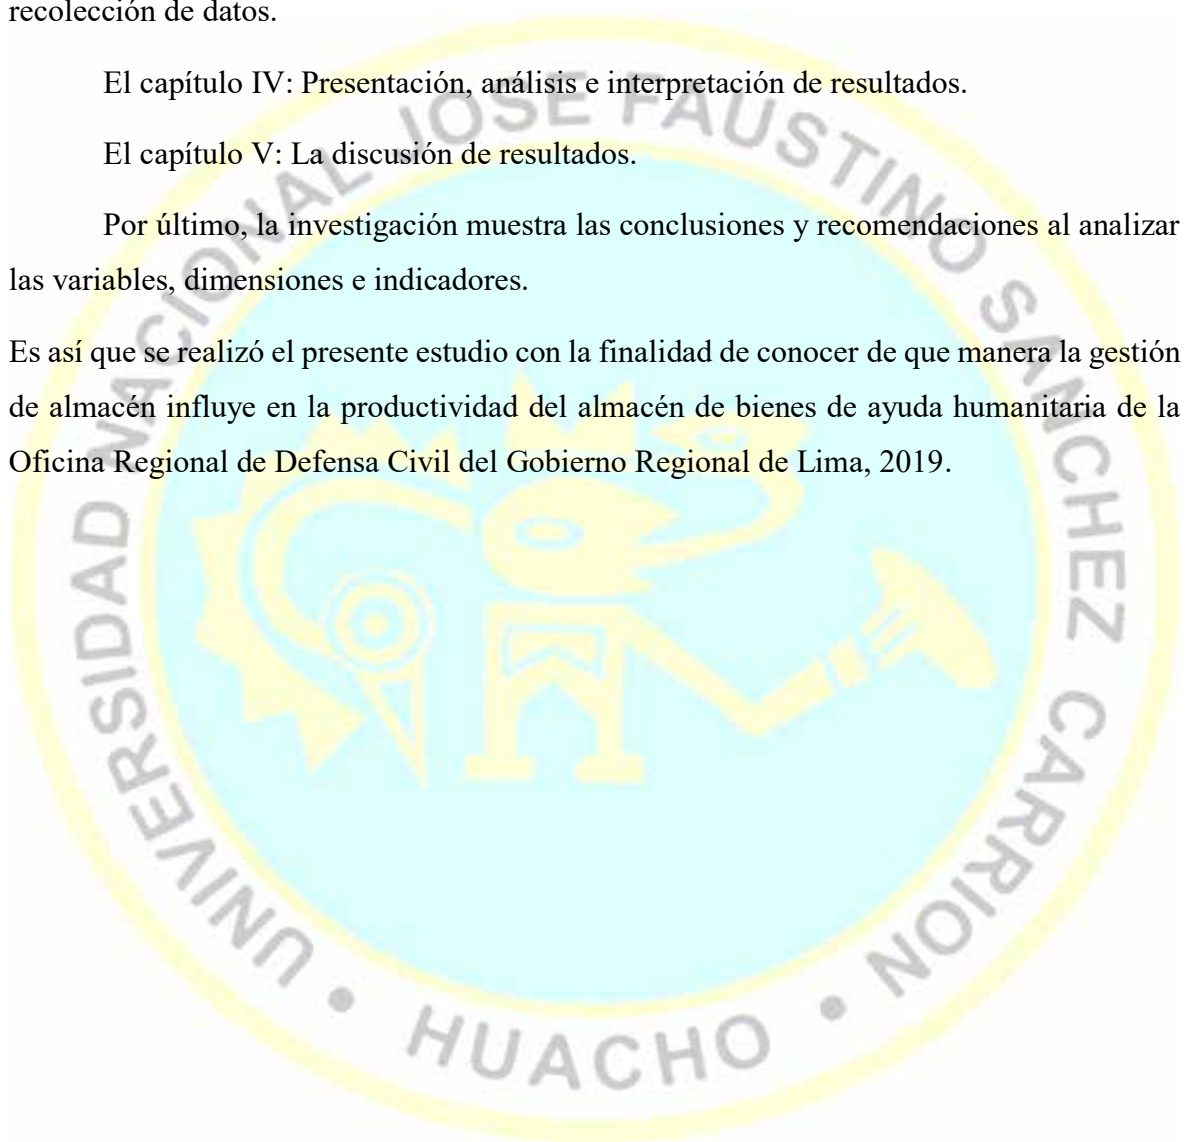 recolección de datos.
El capítulo IV: Presentación, análisis e interpretación de resultados.
El capítulo V: La discusión de resultados.
Por último, la investigación muestra las conclusiones y recomendaciones al analizar
las variables, dimensiones e indicadores.
Es así que se realizó el presente estudio con la finalidad de conocer de que manera la gestión
de almacén influye en la productividad del almacén de bienes de ayuda humanitaria de la
Oficina Regional de Defensa Civil del Gobierno Regional de Lima, 2019.
UNIVERSIDAD NACIONAL JOSE FAUSTINO SANCHEZ CARRION • HUACHO •